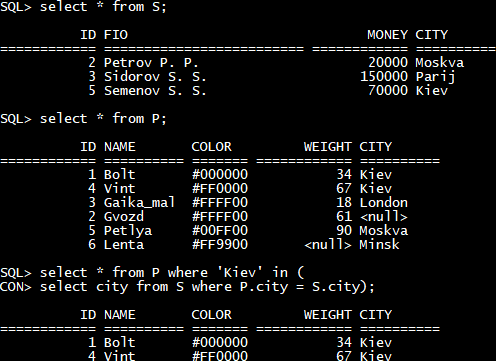 SQL> select * from S;
ID FIO MONEY CITY
============ ========================= ============ ==========
2 Petrov P. P. 20000 Moskva
3 Sidorov S. S. 150000 Parij
5 Semenov S. S. 70000 Kiev
SQL> select * from P;
ID NAME COLOR WEIGHT CITY
============ ========== ======= ============ ==========
1 Bolt #000000 34 Kiev
4 Vint #FF0000 67 Kiev
3 Gaika_mal #FFFF00 18 London
2 Gvozd #FFFF00 61 <null>
5 Petlya #00FF00 90 Moskva
6 Lenta #FF9900 <null> Minsk
SQL> select * from P where 'Kiev' in (
CON> select city from S where P.city = S.city);
ID NAME COLOR WEIGHT CITY
============ ========== ======= ============ ==========
1 Bolt #000000 34 Kiev
4 Vint #FF0000 67 Kiev